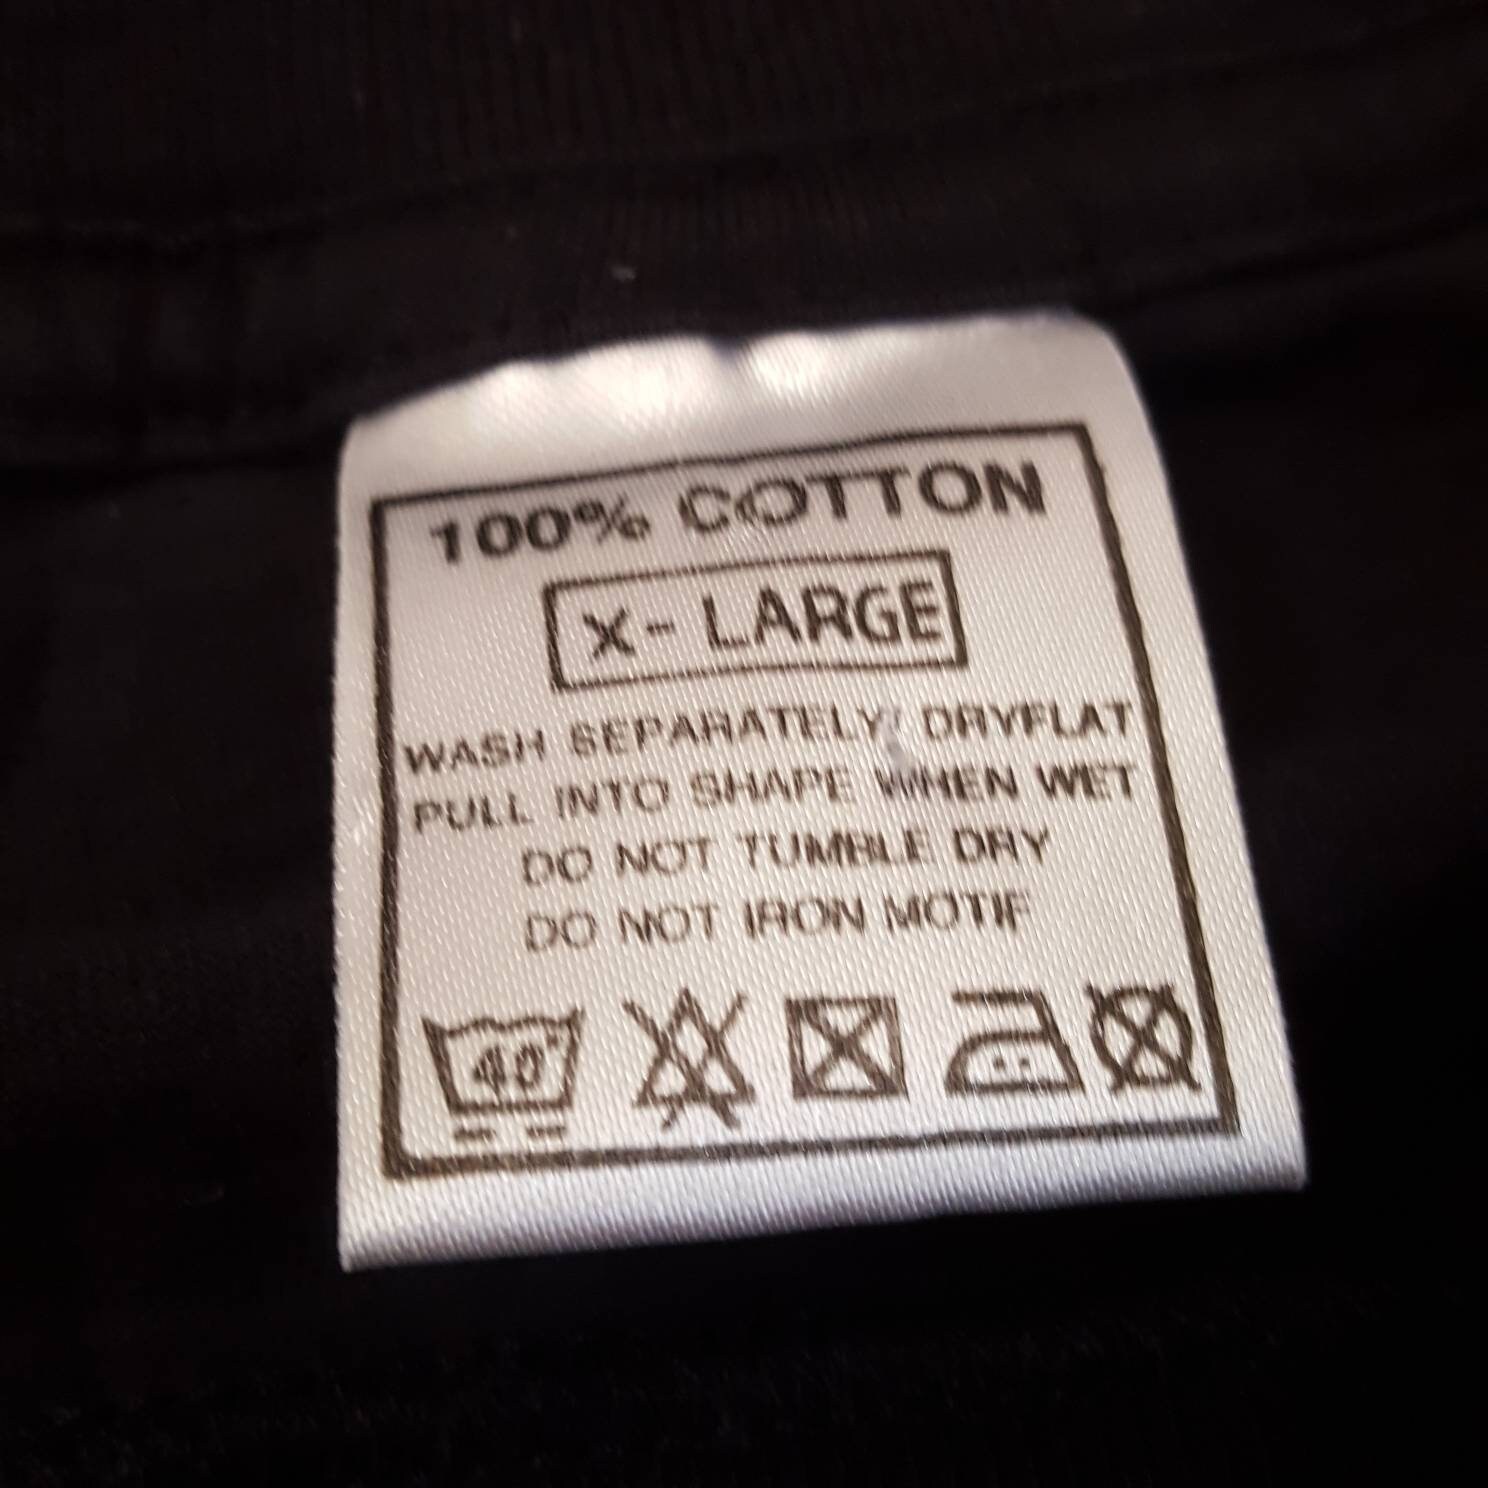 100% COTTON
X- LARGE
WASH SEPARATELY DRYFLAT
PULL INTO SHAPE WHEN WET
DO NOT TUMBLE DRY
DO NOT IRON MOTIF
40°